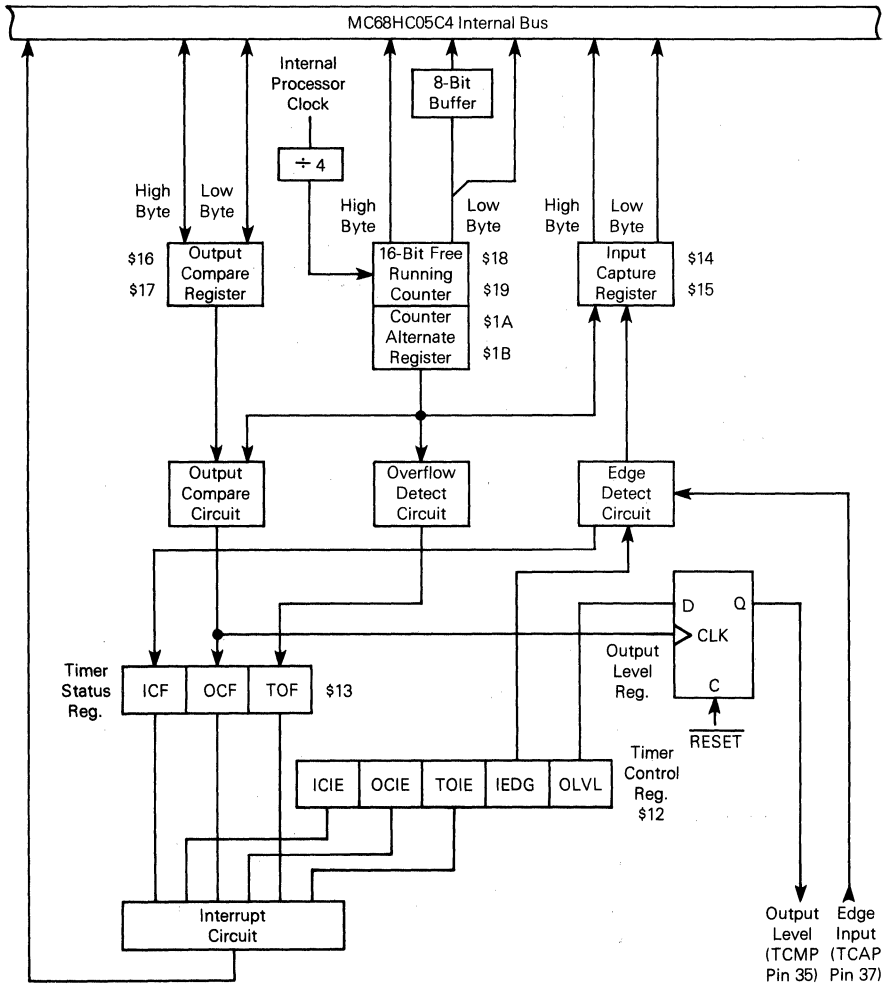 MC68HC05C4 Internal Bus
Internal
Processor
Clock
8-Bit
Buffer
÷ 4
High
Byte
Low
Byte
High
Byte
Low
Byte
High
Byte
Low
Byte
$16
$17
Output
Compare
Register
16-Bit Free
Running
Counter
$18
$19
Counter
Alternate
Register
$1A
$1B
Input
Capture
Register
$14
$15
Output
Compare
Circuit
Overflow
Detect
Circuit
Edge
Detect
Circuit
D
Q
CLK
C
Output
Level
Reg.
RESET
Timer
Status
Reg.
ICF
OCF
TOF
$13
ICIE
OCIE
TOIE
IEDG
OLVL
Timer
Control
Reg.
$12
Interrupt
Circuit
Output
Level
(TCMP
Pin 35)
Edge
Input
(TCAP
Pin 37)